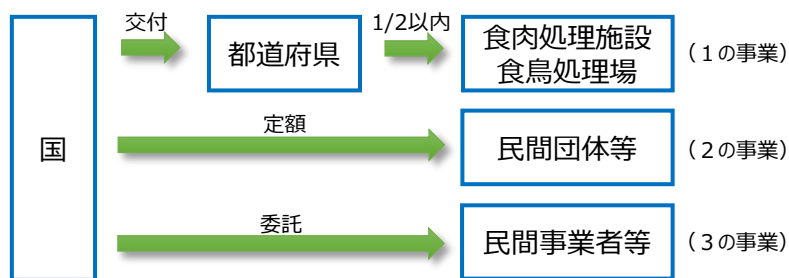 交付
1/2以内
国
都道府県
食肉処理施設
食鳥処理場
（１の事業）
定額
民間団体等
（２の事業）
委託
民間事業者等
（３の事業）